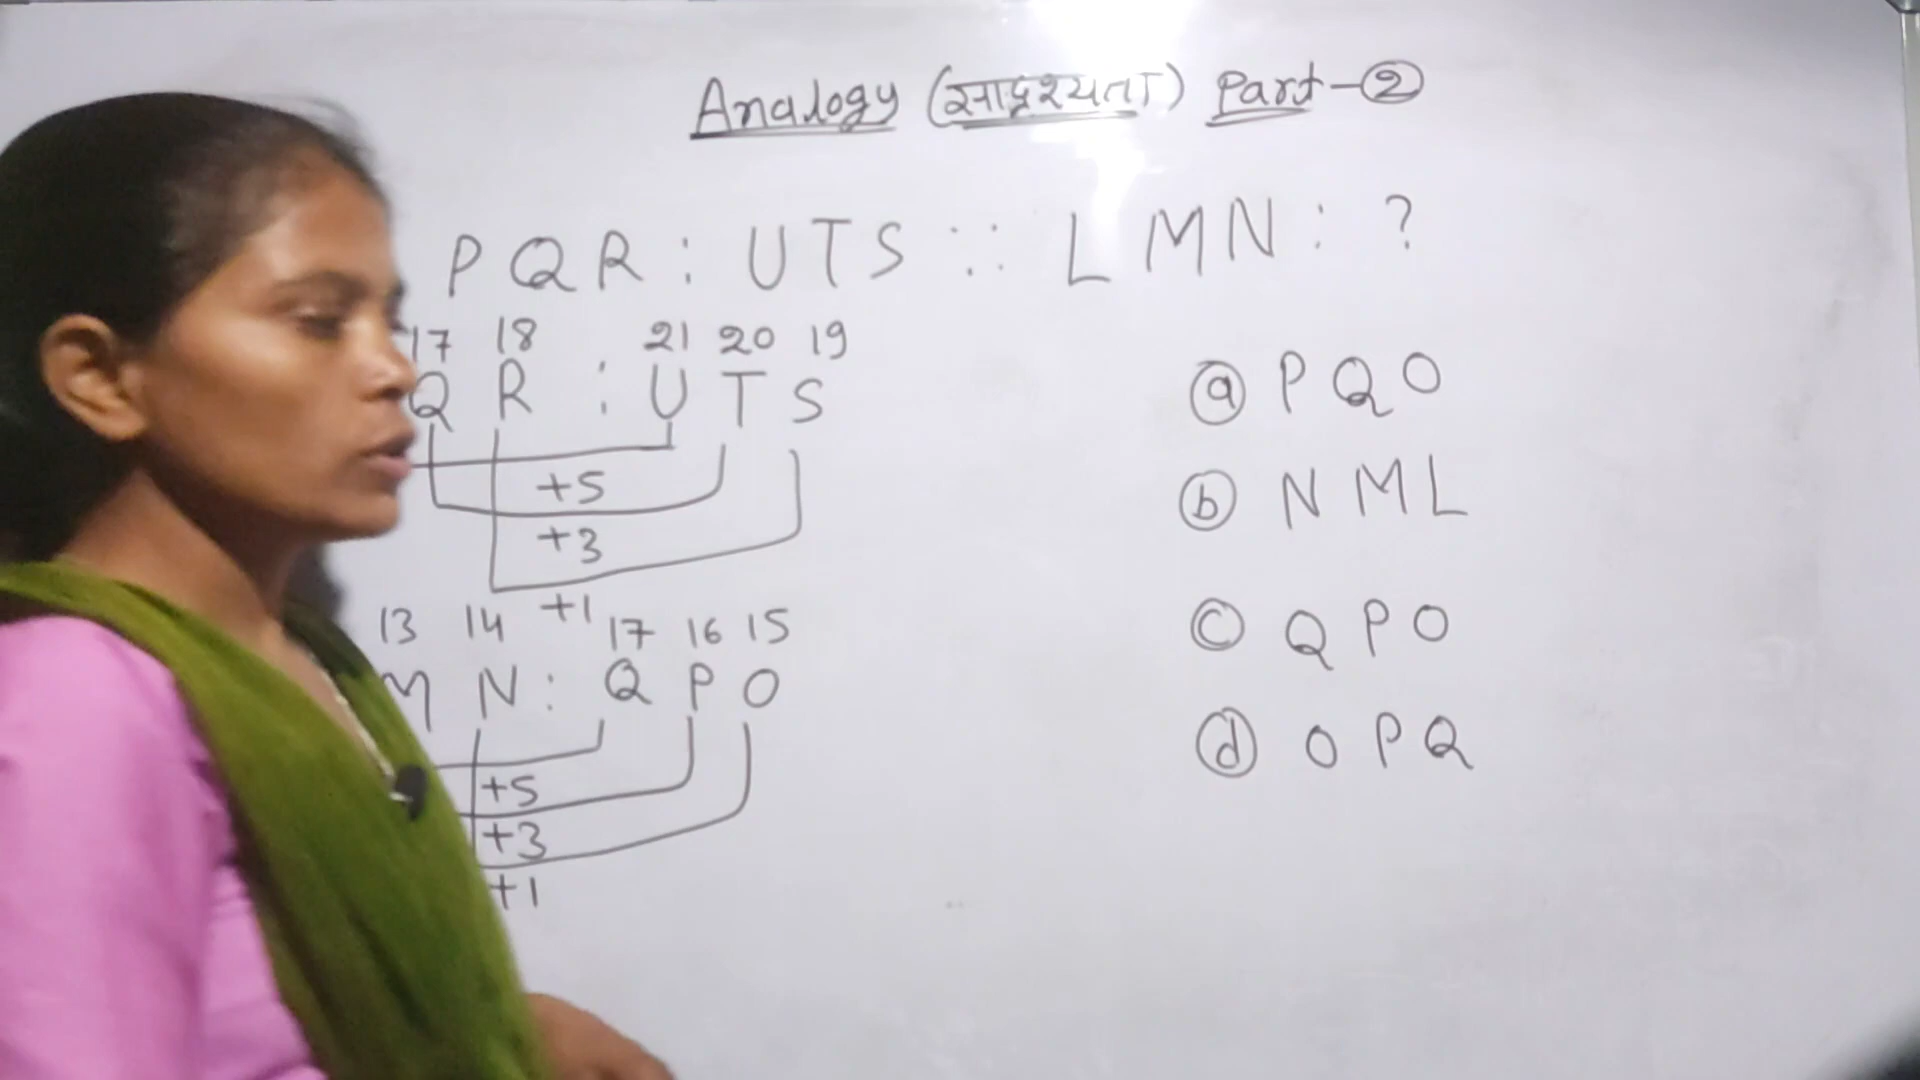 Analogy (सादृश्यता) Part-②
PQR : UTS :: LMN : ?
17 18 21 20 19
Q R : U T S
+5
+3
+1
13 14 17 16 15
M N : Q P O
+5
+3
+1
ⓐ PQO
ⓑ NML
ⓒ QPO
ⓓ OPQ